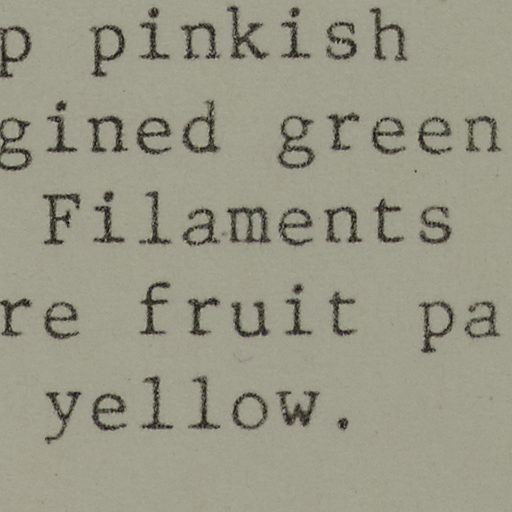 p pinkish
gined green
Filaments
re fruit pa
yellow.